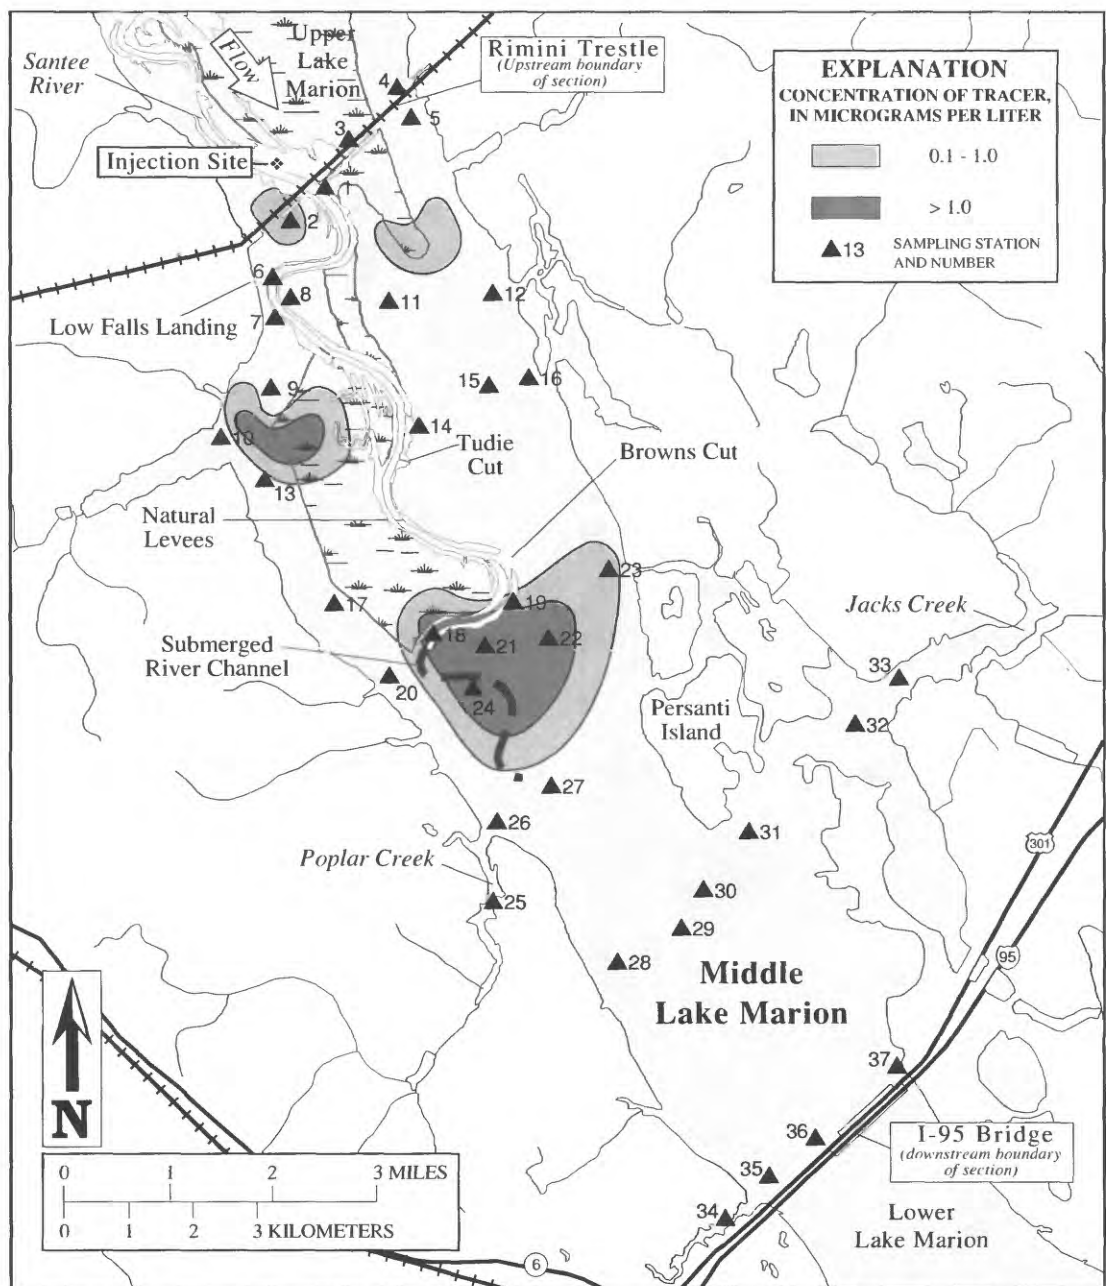 Santee
River
Flow
Upper
Lake
Marion
Rimini Trestle
(Upstream boundary
of section)
EXPLANATION
CONCENTRATION OF TRACER,
IN MICROGRAMS PER LITER
0.1 - 1.0
> 1.0
13 SAMPLING STATION
AND NUMBER
4
5
3
Injection Site
1
2
6
8
11
12
Low Falls Landing
7
15
16
9
14
10
Tudie
Cut
Browns Cut
13
Natural
Levees
23
17
19
Jacks Creek
18
21
22
Submerged
River Channel
33
20
24
Persanti
Island
32
27
26
31
301
Poplar Creek
30
25
29
95
28
Middle
Lake Marion
37
N
36
I-95 Bridge
(downstream boundary
of section)
35
0 1 2 3 MILES
34
Lower
Lake Marion
0 1 2 3 KILOMETERS
6